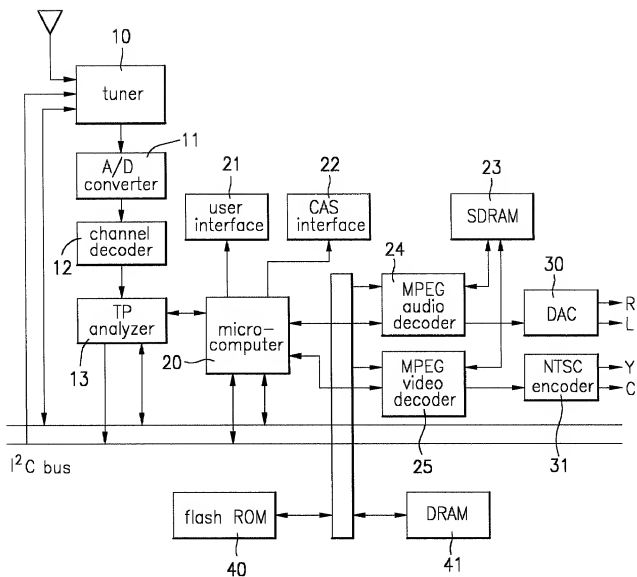 10
tuner
11
A/D
converter
21
22
23
user
interface
CAS
interface
SDRAM
channel
decoder
12
24
30
MPEG
audio
decoder
DAC
R
L
TP
analyzer
13
micro-
computer
20
MPEG
video
decoder
NTSC
encoder
Y
C
25
31
I²C bus
flash ROM
DRAM
40
41